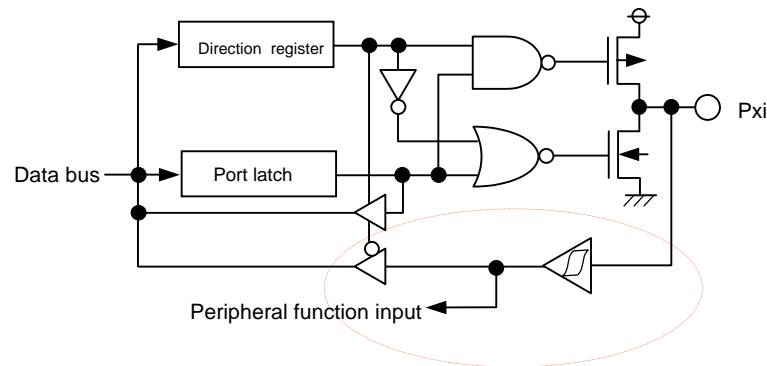 Direction register
Pxi
Data bus
Port latch
Peripheral function input